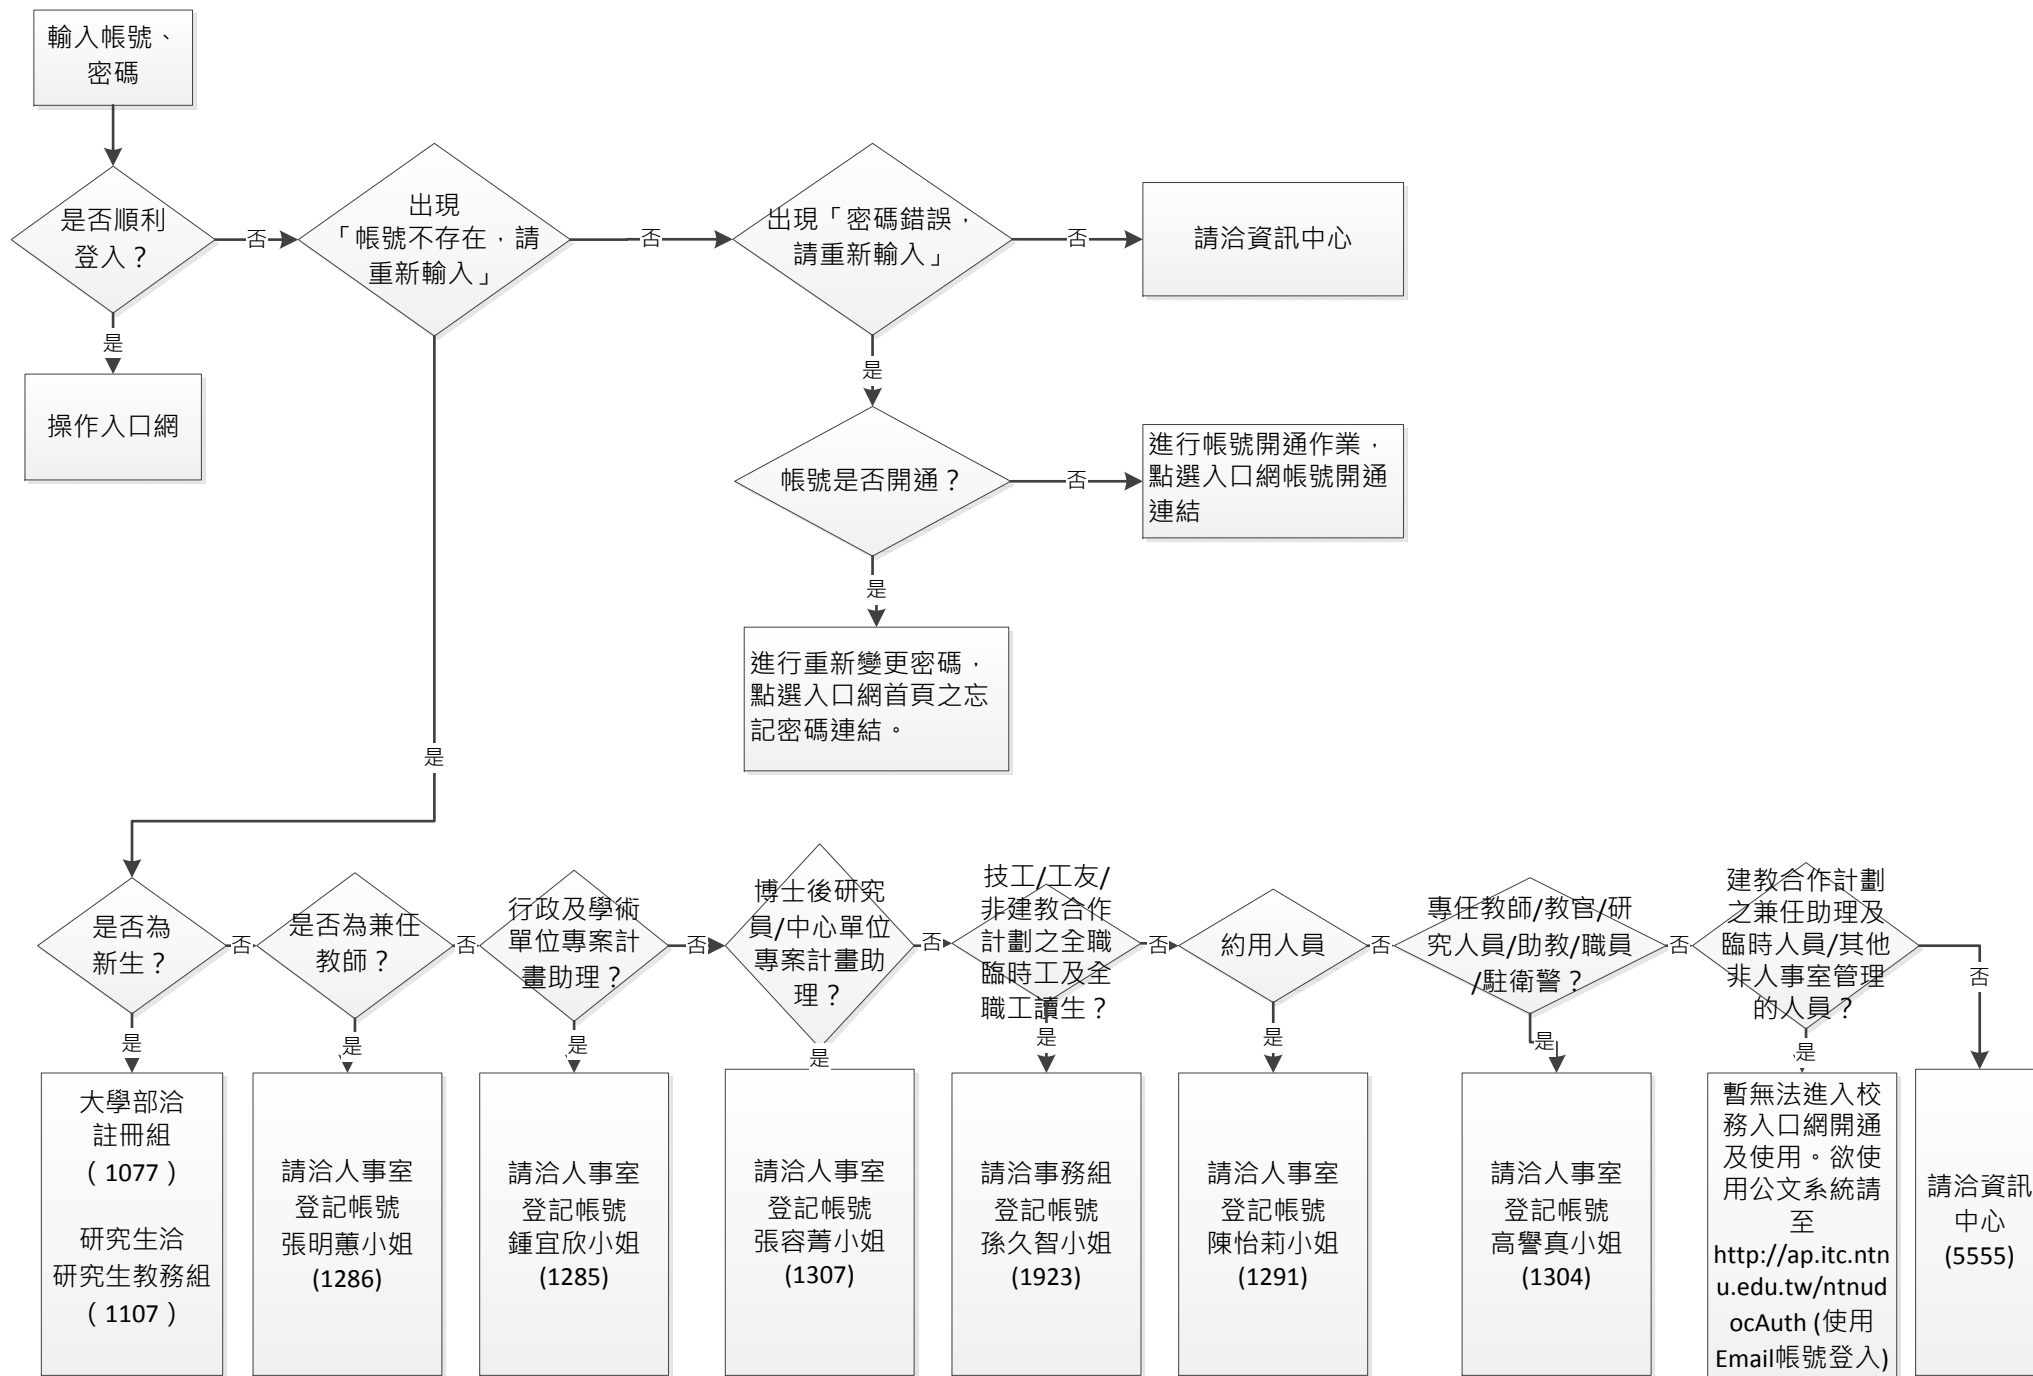 輸入帳號、
密碼
是否順利
登入？
否
是
操作入口網
出現
「帳號不存在，請
重新輸入」
否
是
出現「密碼錯誤，
請重新輸入」
否
請洽資訊中心
是
帳號是否開通？
否
進行帳號開通作業，
點選入口網帳號開通
連結
是
進行重新變更密碼，
點選入口網首頁之忘
記密碼連結。
是否為
新生？
否
是否為兼任
教師？
否
行政及學術
單位專案計
畫助理？
否
博士後研究
員/中心單位
專案計畫助
理？
否
技工/工友/
非建教合作
計劃之全職
臨時工及全
職工讀生？
否
約用人員
否
專任教師/教官/研
究人員/助教/職員
/駐衛警？
否
建教合作計劃
之兼任助理及
臨時人員/其他
非人事室管理
的人員？
否
是
是
是
是
是
是
是
是
大學部洽
註冊組
（1077）
研究生洽
研究生教務組
（1107）
請洽人事室
登記帳號
張明蕙小姐
(1286)
請洽人事室
登記帳號
鍾宜欣小姐
(1285)
請洽人事室
登記帳號
張容菁小姐
(1307)
請洽事務組
登記帳號
孫久智小姐
(1923)
請洽人事室
登記帳號
陳怡莉小姐
(1291)
請洽人事室
登記帳號
高譽真小姐
(1304)
暫無法進入校
務入口網開通
及使用。欲使
用公文系統請
至
http://ap.itc.ntn
u.edu.tw/ntnud
ocAuth (使用
Email帳號登入)
請洽資訊
中心
(5555)